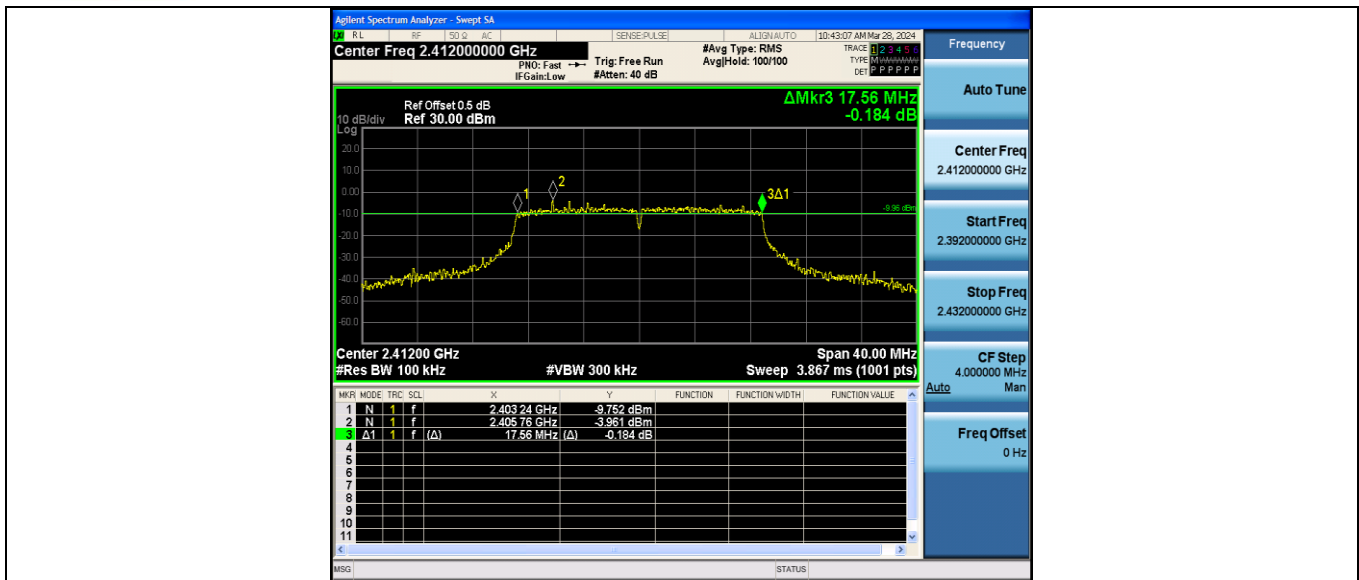 Agilent Spectrum Analyzer - Swept SA
RL RF 50 Ω AC SENSE:PULSE ALIGNAUTO 10:43:07 AM Mar 28, 2024
Center Freq 2.412000000 GHz
PNO: Fast
IFGain:Low
Trig: Free Run
#Atten: 40 dB
#Avg Type: RMS
Avg|Hold: 100/100
TRACE 1 2 3 4 5 6
TYPE MWWWWW
DET P P P P P P
ΔMkr3 17.56 MHz
-0.184 dB
Ref Offset 0.5 dB
10 dB/div Ref 30.00 dBm
Log
20.0
10.0
0.00
-10.0
-20.0
-30.0
-40.0
-50.0
-60.0
1
2
3Δ1
-9.96 dBm
Center 2.41200 GHz Span 40.00 MHz
#Res BW 100 kHz #VBW 300 kHz Sweep 3.867 ms (1001 pts)
MKR MODE TRC SCL X Y FUNCTION FUNCTION WIDTH FUNCTION VALUE
1 N 1 f 2.403 24 GHz -9.752 dBm
2 N 1 f 2.405 76 GHz -3.961 dBm
3 Δ1 1 f (Δ) 17.56 MHz (Δ) -0.184 dB
4
5
6
7
8
9
10
11
MSG STATUS
Frequency
Auto Tune
Center Freq
2.412000000 GHz
Start Freq
2.392000000 GHz
Stop Freq
2.432000000 GHz
CF Step
4.000000 MHz
Auto Man
Freq Offset
0 Hz